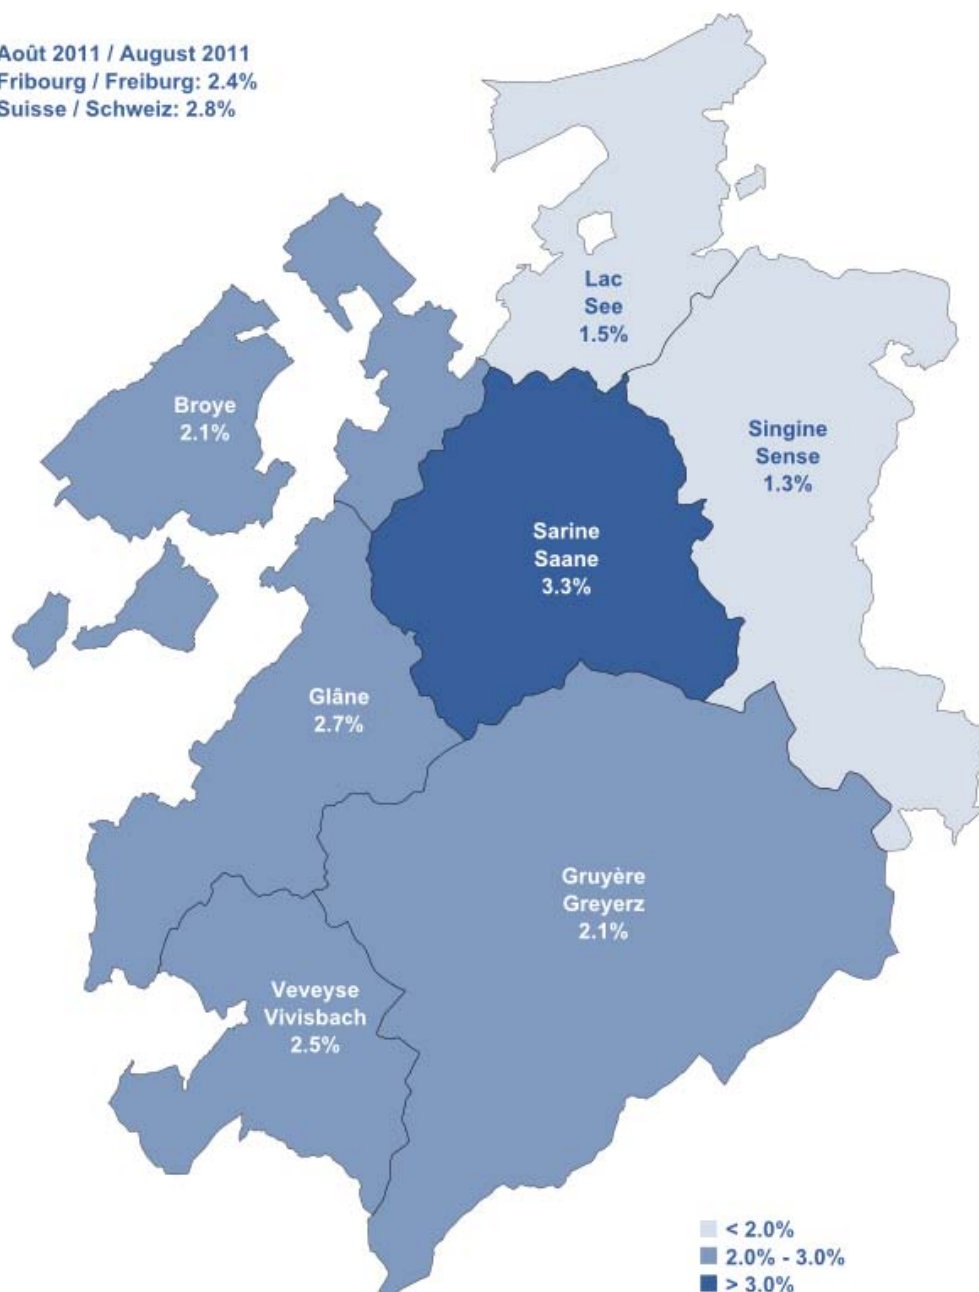 Août 2011 / August 2011
Fribourg / Freiburg: 2.4%
Suisse / Schweiz: 2.8%
Lac
See
1.5%
Broye
2.1%
Singine
Sense
1.3%
Sarine
Saane
3.3%
Glâne
2.7%
Gruyère
Greyerz
2.1%
Veveyse
Vivisbach
2.5%
< 2.0%
2.0% - 3.0%
> 3.0%